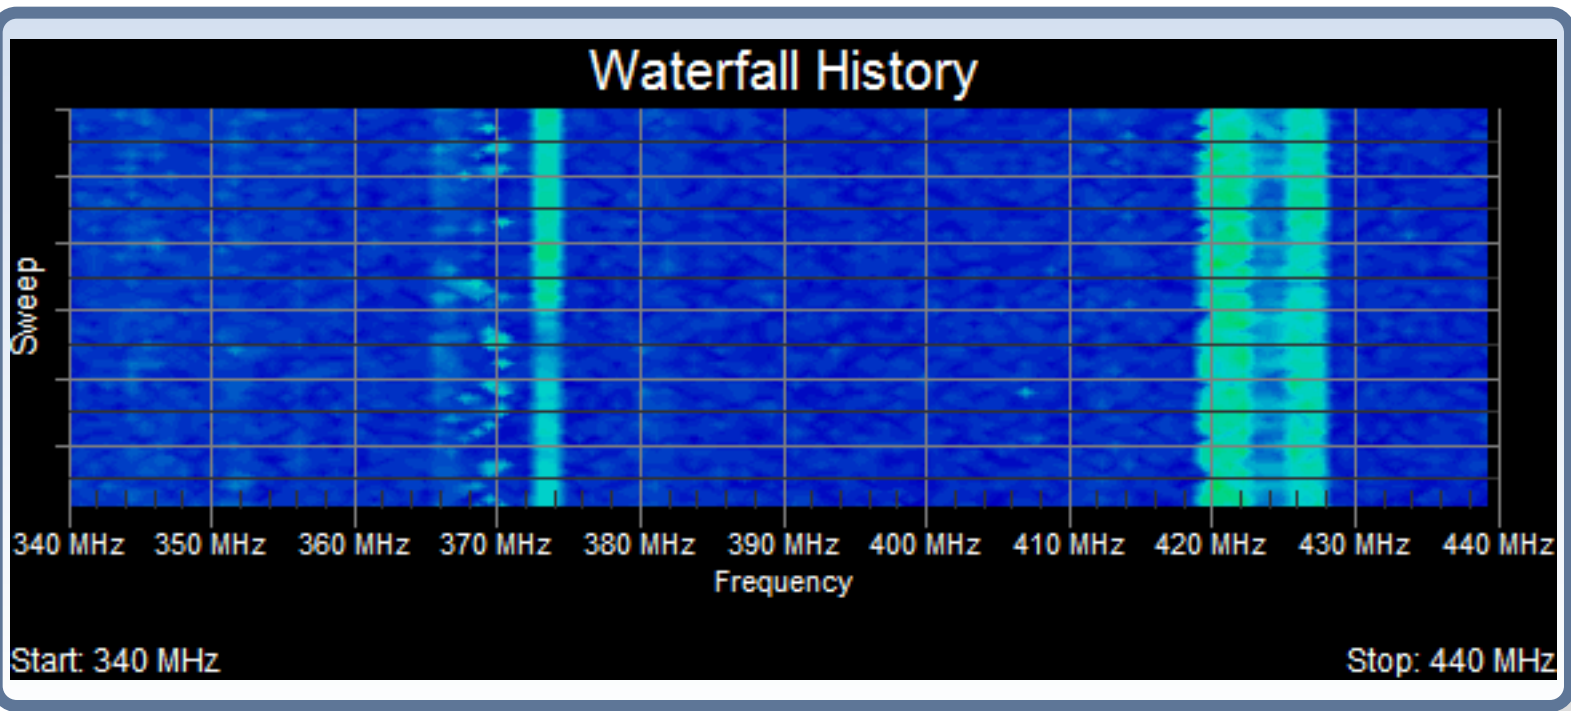 Waterfall History
Sweep
340 MHz 350 MHz 360 MHz 370 MHz 380 MHz 390 MHz 400 MHz 410 MHz 420 MHz 430 MHz 440 MHz
Frequency
Start: 340 MHz Stop: 440 MHz